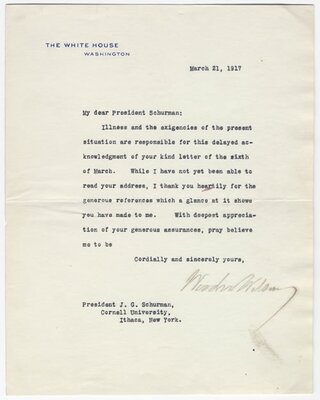 THE WHITE HOUSE
WASHINGTON
March 21, 1917
My dear President Schurman:
Illness and the exigencies of the present
situation are responsible for this delayed ac-
knowledgment of your kind letter of the sixth
of March. While I have not yet been able to
read your address, I thank you heartily for the
generous references which a glance at it shows
you have made to me. With deepest apprecia-
tion of your generous assurances, pray believe
me to be
Cordially and sincerely yours,
Woodrow Wilson
President J. G. Schurman,
Cornell University,
Ithaca, New York.